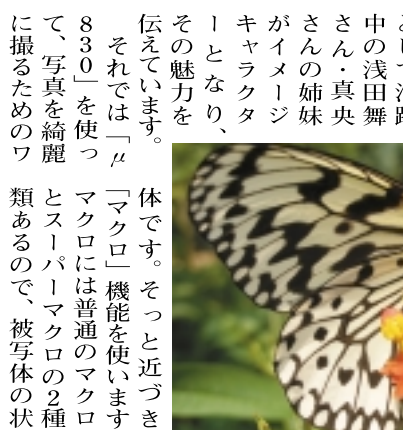 中の浅田舞
さん・真央
さんの姉妹
がイメージ
キャラクタ
ーとなり、
その魅力を
伝えています。
それでは「μ
830」を使っ
て、写真を綺麗
に撮るためのワ
体です。そっと近づき
「マクロ」機能を使います
マクロには普通のマクロ
とスーパーマクロの2種
類あるので、被写体の状